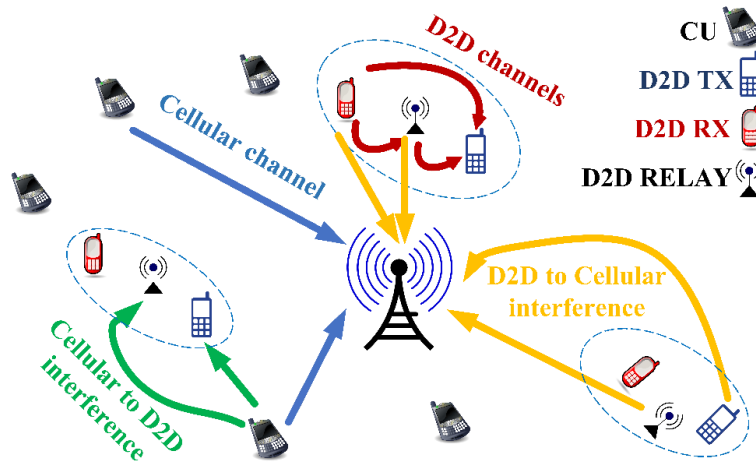 CU
D2D TX
D2D RX
D2D RELAY
D2D channels
Cellular channel
D2D to Cellular
interference
Cellular to D2D
interference